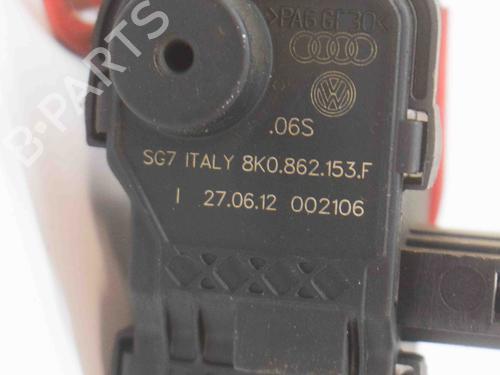 >PA6 GF30<
.06S
SG7 ITALY 8K0.862.153.F
I 27.06.12 002106
B-PARTS